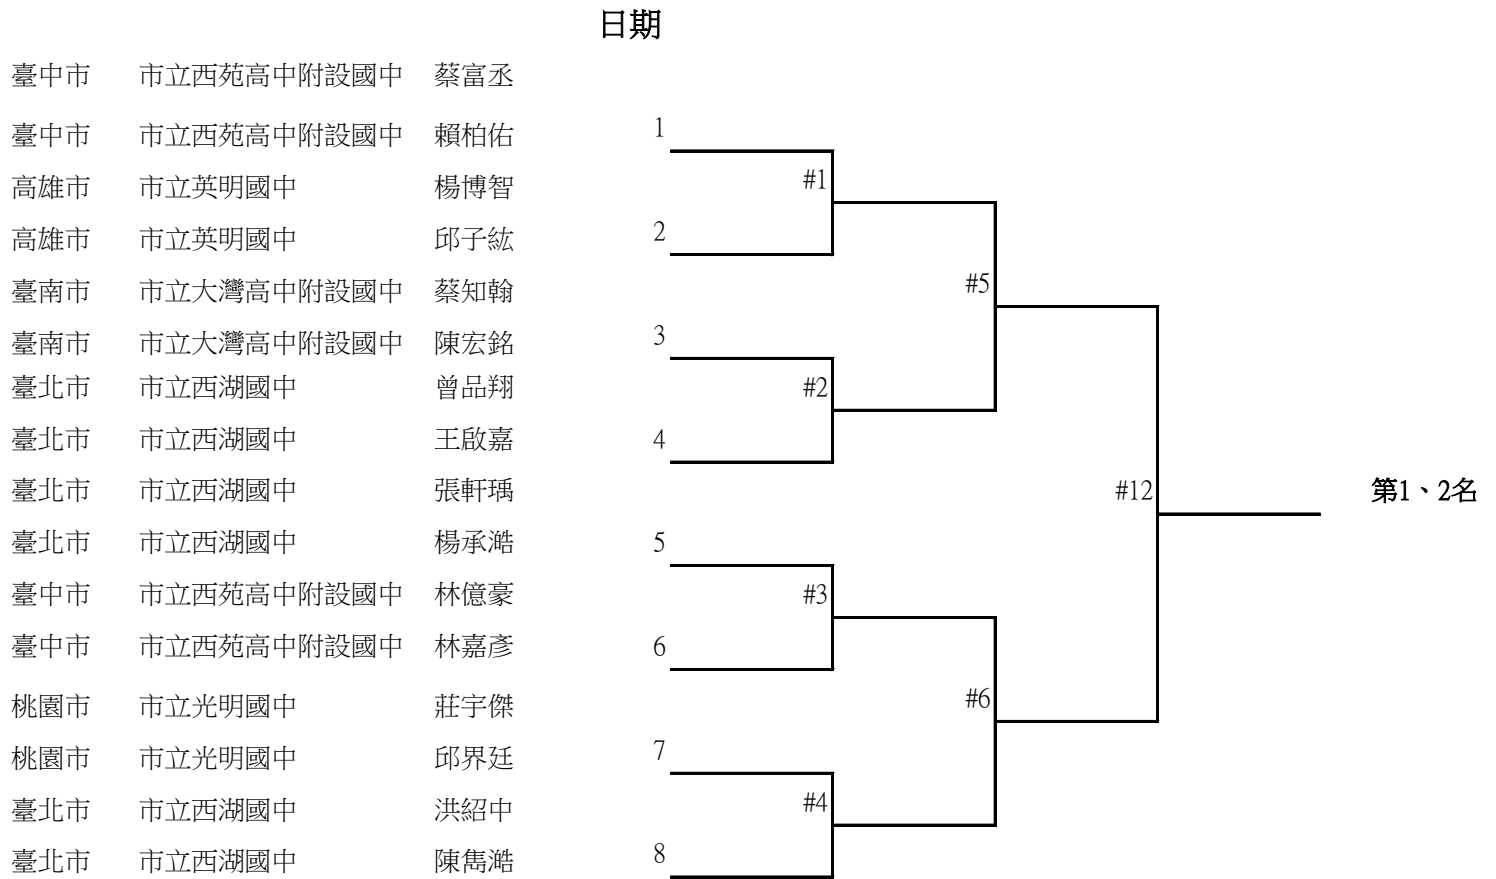 日期
臺中市 市立西苑高中附設國中 蔡富丞
臺中市 市立西苑高中附設國中 賴柏佑 1
#1
高雄市 市立英明國中 楊博智
高雄市 市立英明國中 邱子紘 2
臺南市 市立大灣高中附設國中 蔡知翰 #5
臺南市 市立大灣高中附設國中 陳宏銘 3
臺北市 市立西湖國中 曾品翔 #2
臺北市 市立西湖國中 王啟嘉 4
臺北市 市立西湖國中 張軒瑀 #12 第1、2名
臺北市 市立西湖國中 楊承澔 5
臺中市 市立西苑高中附設國中 林億豪 #3
臺中市 市立西苑高中附設國中 林嘉彥 6
桃園市 市立光明國中 莊宇傑 #6
桃園市 市立光明國中 邱界廷 7
臺北市 市立西湖國中 洪紹中 #4
臺北市 市立西湖國中 陳雋澔 8